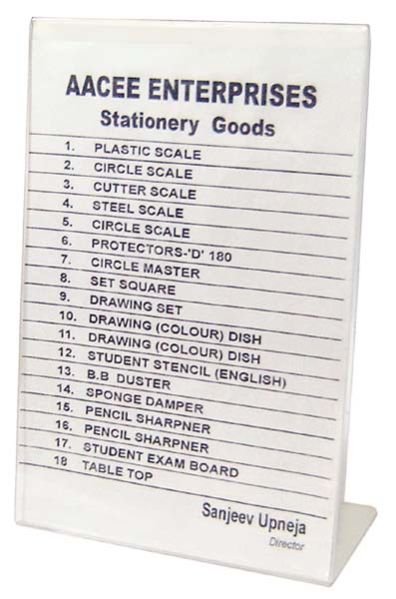 AACEE ENTERPRISES
Stationery Goods
1. PLASTIC SCALE
2. CIRCLE SCALE
3. CUTTER SCALE
4. STEEL SCALE
5. CIRCLE SCALE
6. PROTECTORS-'D' 180
7. CIRCLE MASTER
8. SET SQUARE
9. DRAWING SET
10. DRAWING (COLOUR) DISH
11. DRAWING (COLOUR) DISH
12. STUDENT STENCIL (ENGLISH)
13. B.B DUSTER
14. SPONGE DAMPER
15. PENCIL SHARPNER
16. PENCIL SHARPNER
17. STUDENT EXAM BOARD
18 TABLE TOP
Sanjeev Upneja
Director